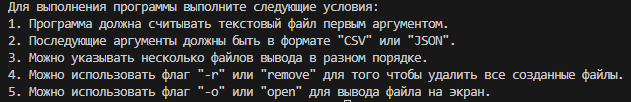 Для выполнения программы выполните следующие условия:
1. Программа должна считывать текстовый файл первым аргументом.
2. Последующие аргументы должны быть в формате "CSV" или "JSON".
3. Можно указывать несколько файлов вывода в разном порядке.
4. Можно использовать флаг "-r" или "remove" для того чтобы удалить все созданные файлы.
5. Можно использовать флаг "-o" или "open" для вывода файла на экран.